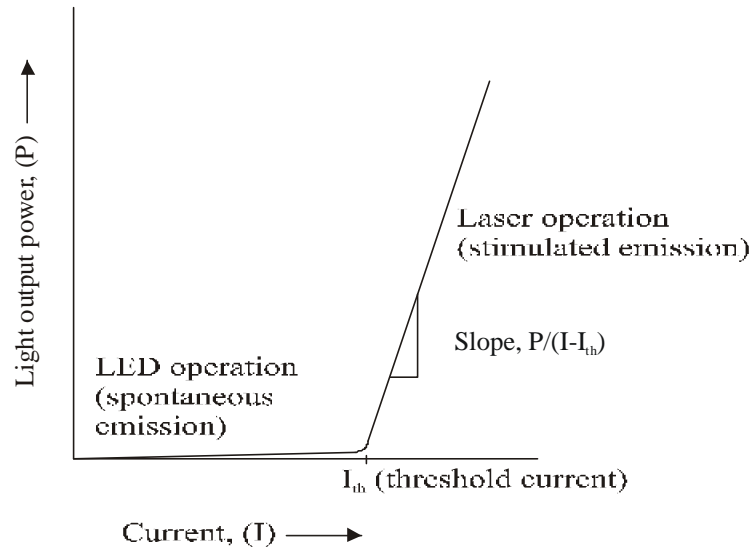 Light output power, (P)
Laser operation
(stimulated emission)
Slope, P/(I-Ith)
LED operation
(spontaneous
emission)
Ith (threshold current)
Current, (I)